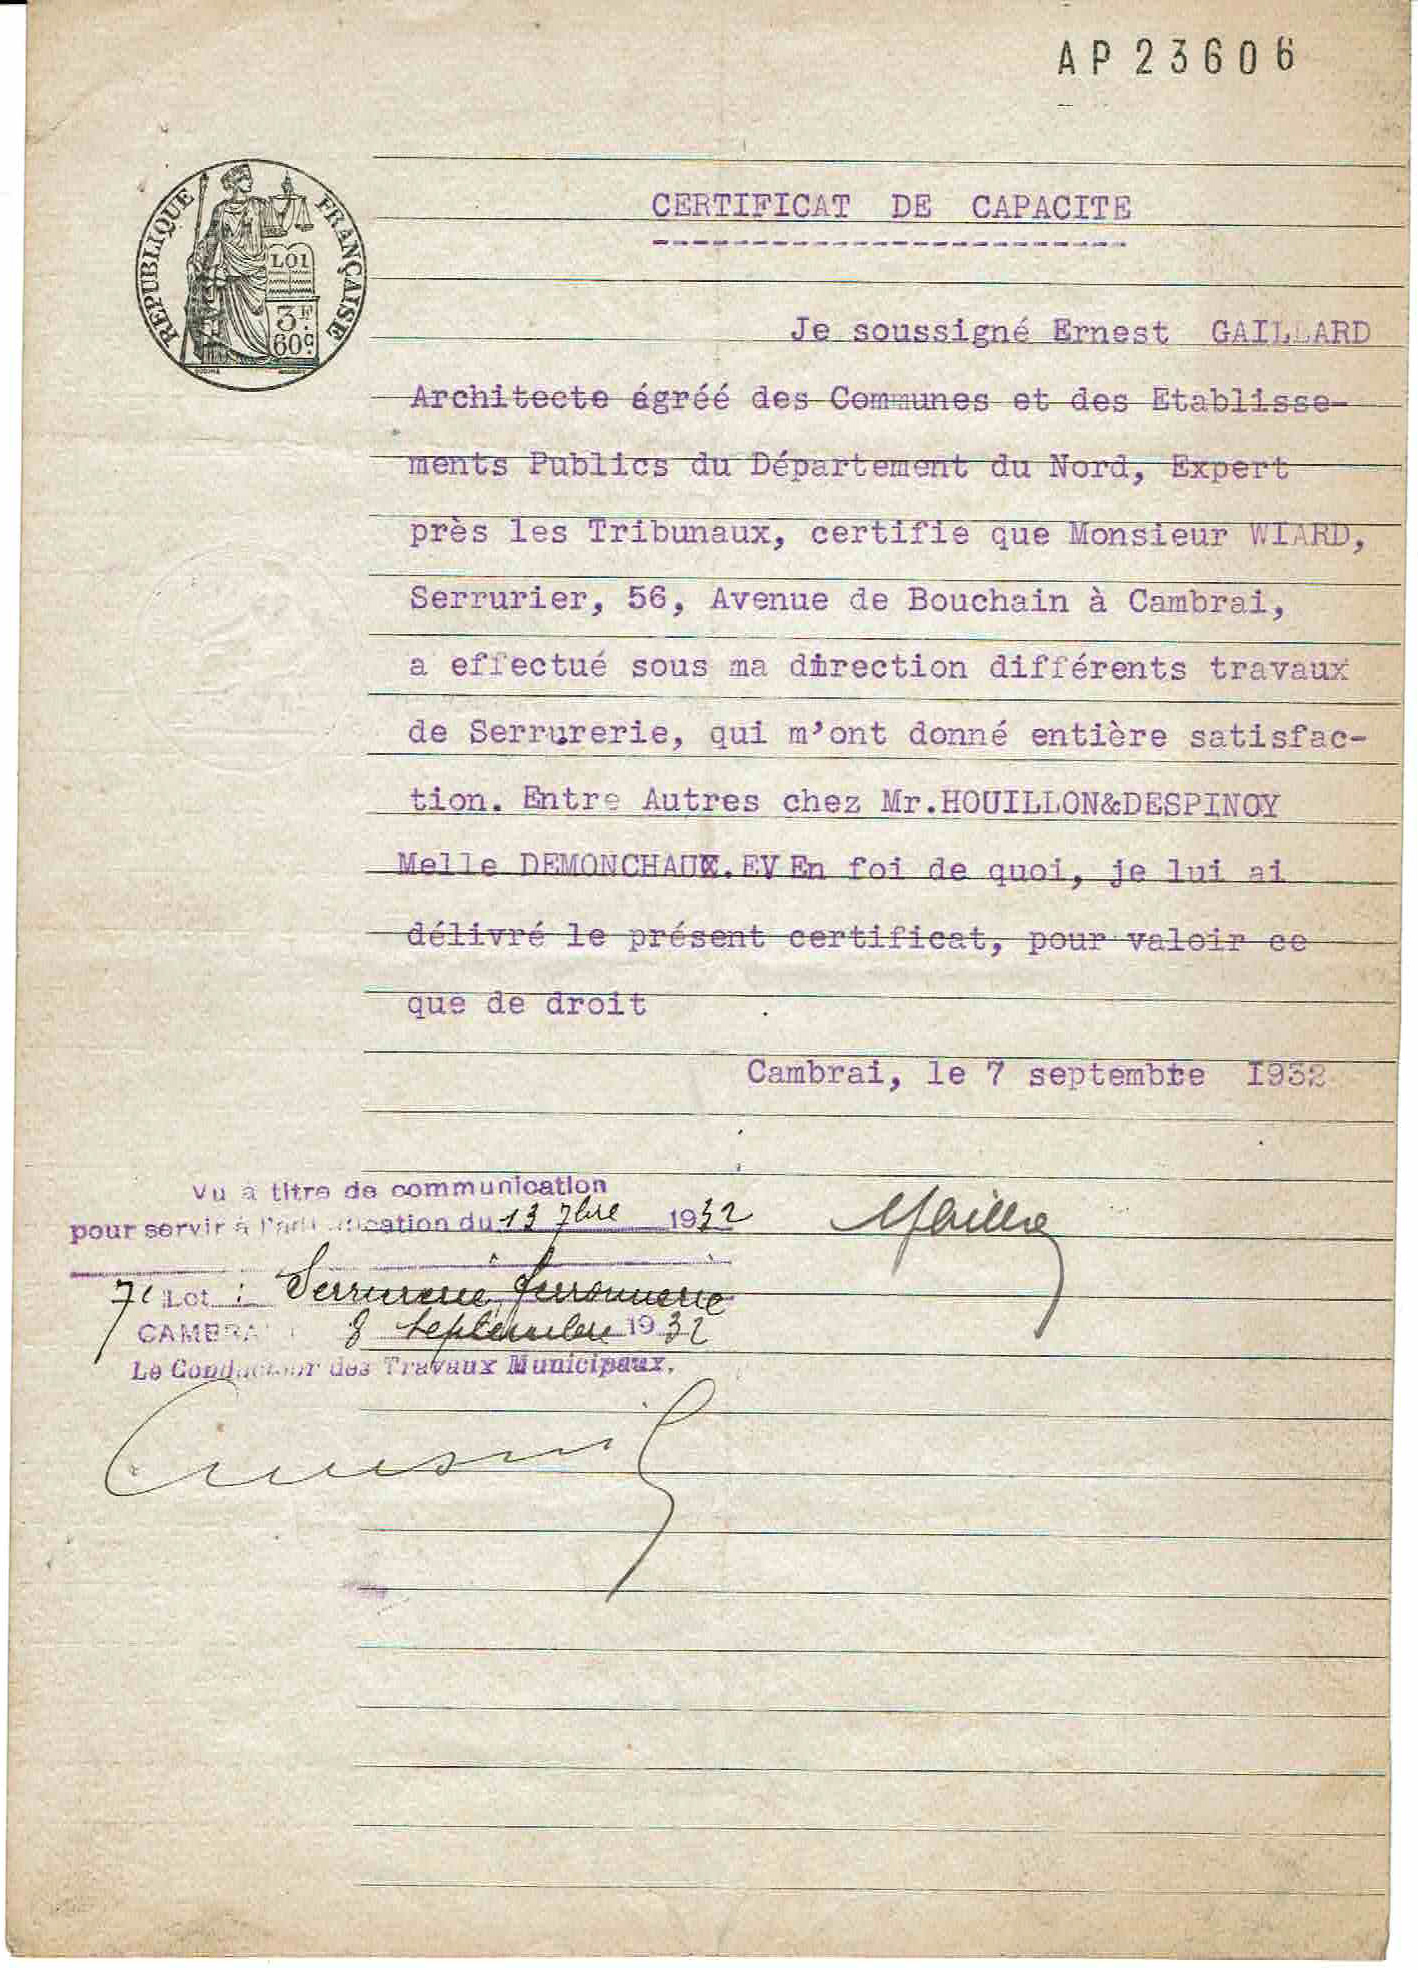 AP 23606
RÉPUBLIQUE FRANÇAISE
LOI
3F.
60c.
CERTIFICAT DE CAPACITE
Je soussigné Ernest GAILLARD
Architecte égréé des Communes et des Etablisse-
ments Publics du Département du Nord, Expert
près les Tribunaux, certifie que Monsieur WIARD,
Serrurier, 56, Avenue de Bouchain à Cambrai,
a effectué sous ma direction différents travaux
de Serrurerie, qui m'ont donné entière satisfac-
tion. Entre Autres chez Mr.HOUILLON&DESPINOY
Melle DEMONCHAUX.EV En foi de quoi, je lui ai
délivré le présent certificat, pour valoir ce
que de droit
Cambrai, le 7 septembre I932
Vu à titre de communication
pour servir à l'adjudication du 13 7bre 1932
7e Lot : Serrurerie, ferronnerie
CAMBRAI 8 Septembre 1932
Le Conducteur des Travaux Municipaux,